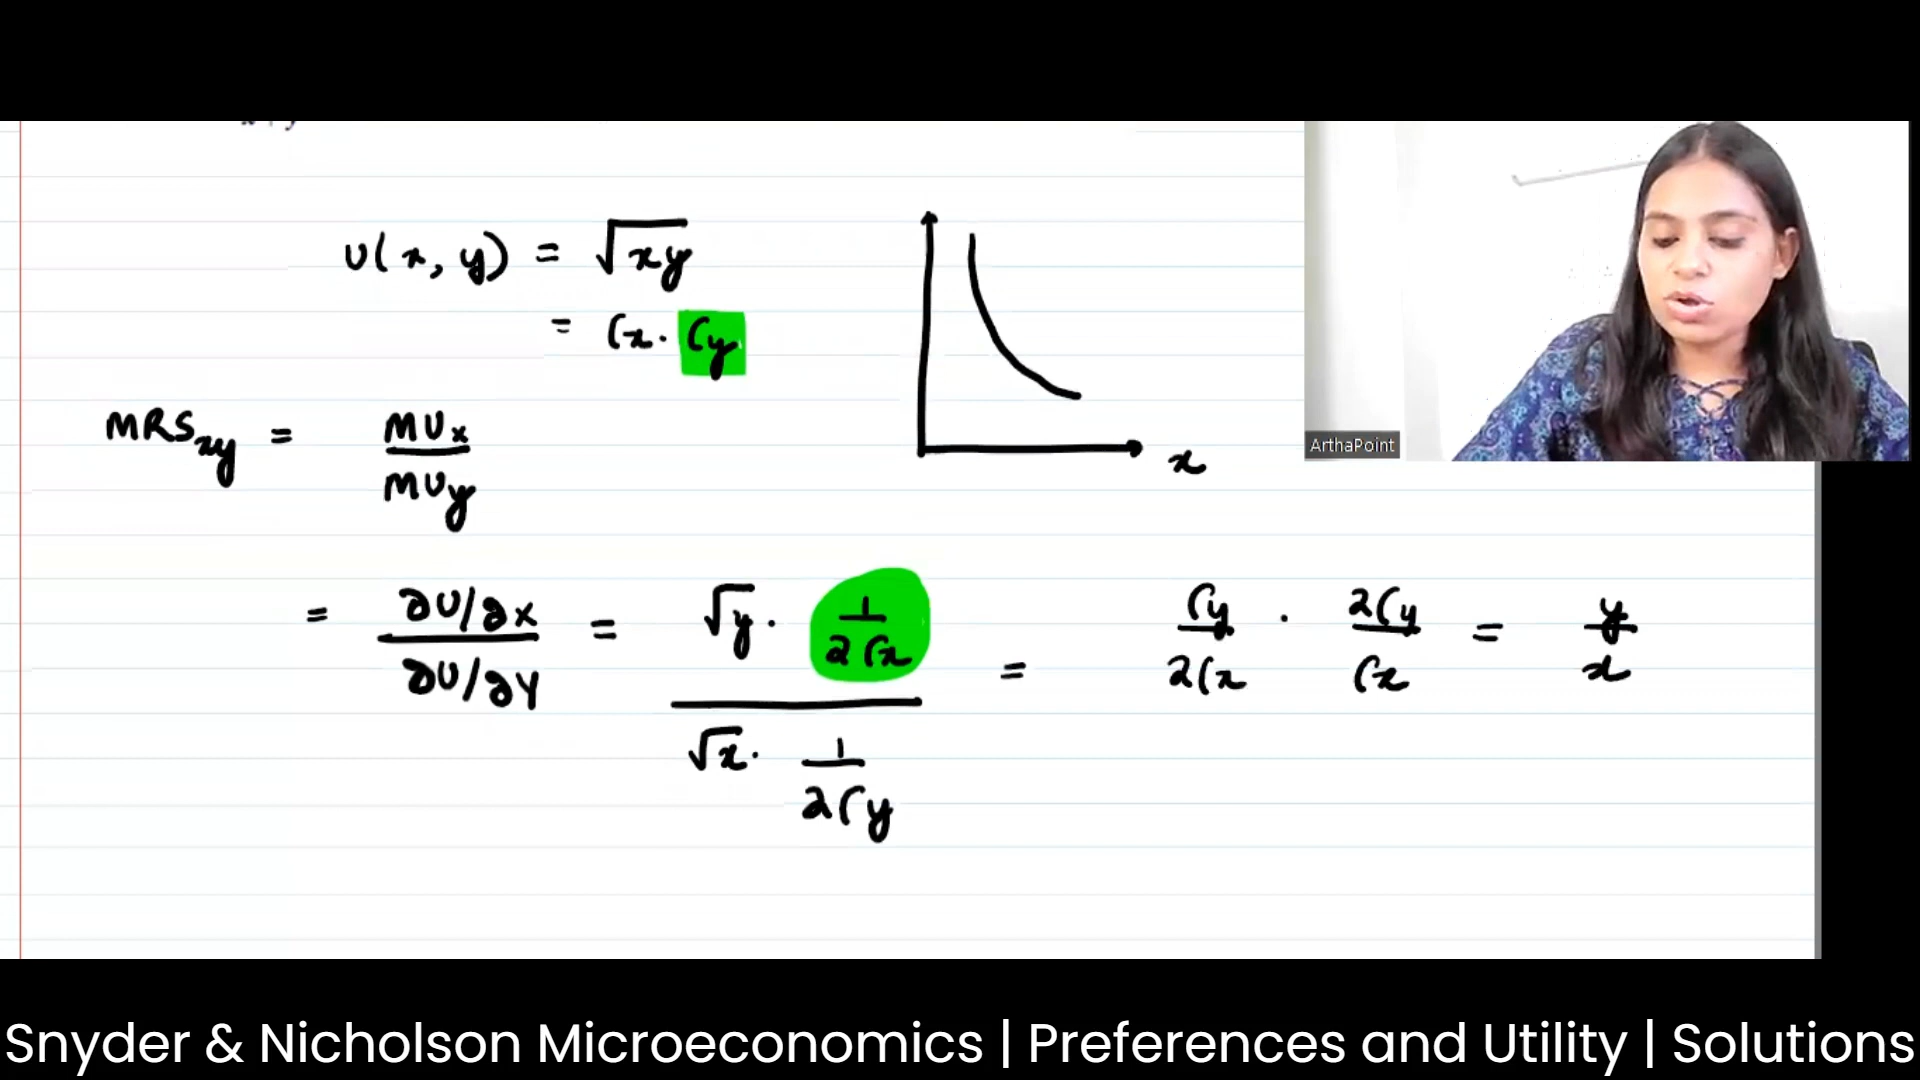 U(x, y) = √xy
= √x · √y
MRSxy = MUx / MUy
x
= ∂U/∂X / ∂U/∂Y = √y · 1/2√x / √x · 1/2√y = √y/2√x · 2√y/√x = y/x
ArthaPoint
Snyder & Nicholson Microeconomics | Preferences and Utility | Solutions